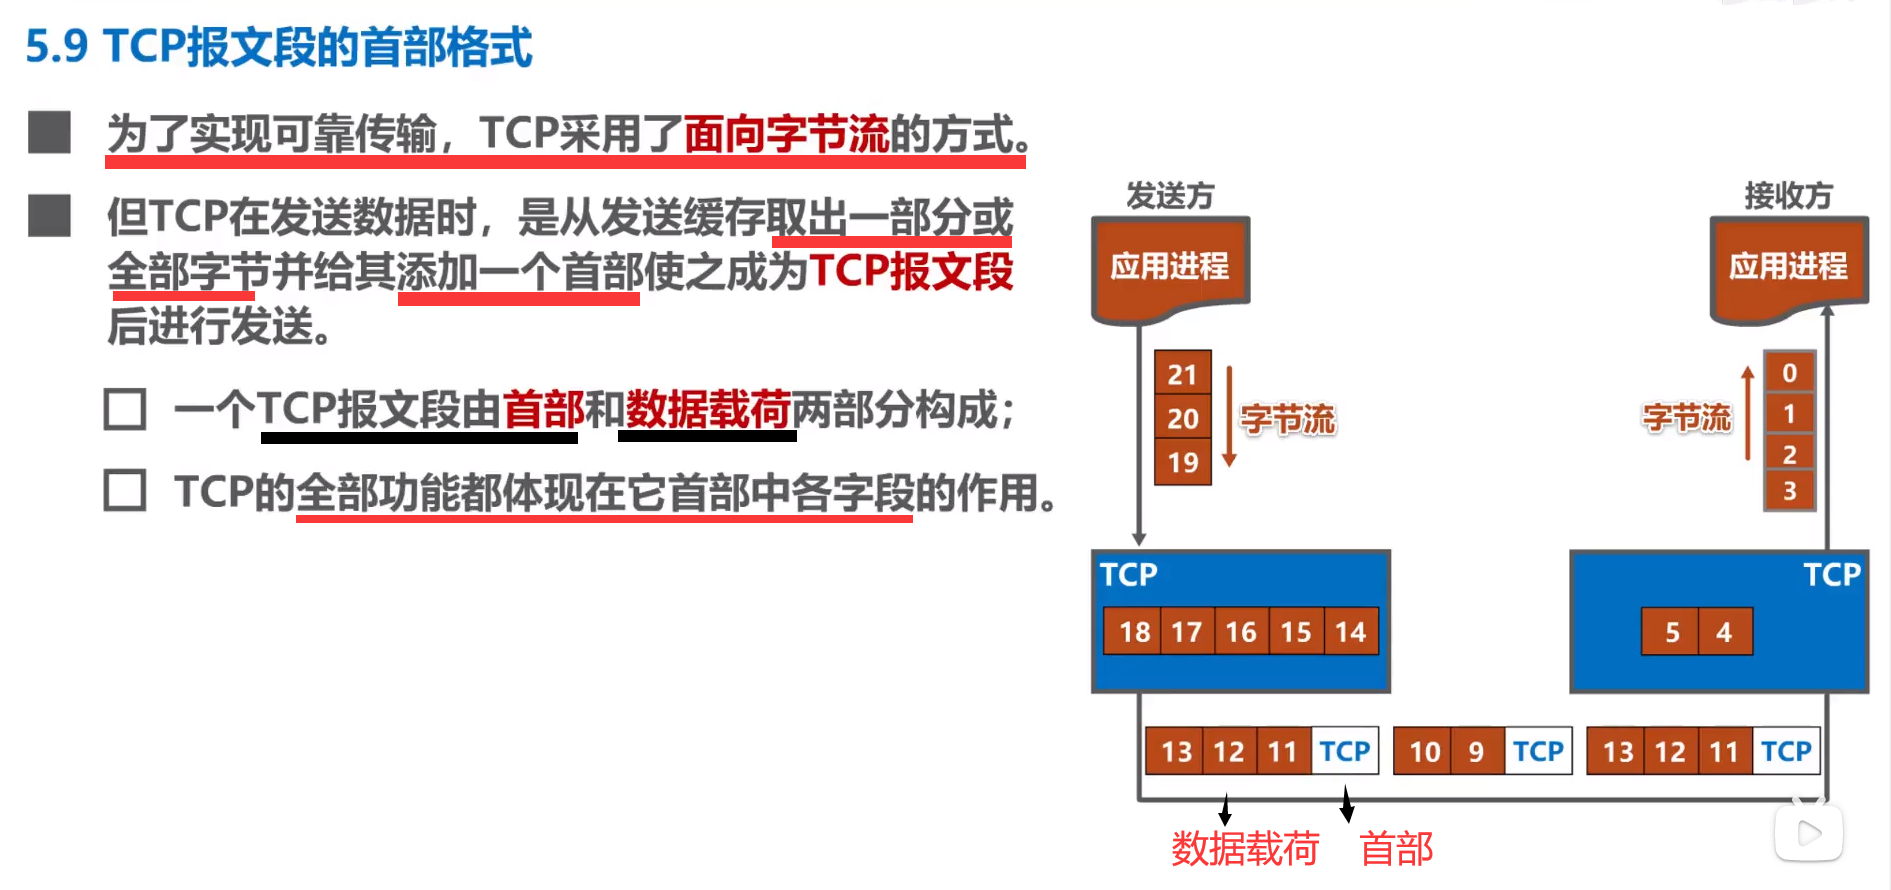 5.9 TCP报文段的首部格式
为了实现可靠传输，TCP采用了面向字节流的方式。
但TCP在发送数据时，是从发送缓存取出一部分或
全部字节并给其添加一个首部使之成为TCP报文段
后进行发送。
一个TCP报文段由首部和数据载荷两部分构成；
TCP的全部功能都体现在它首部中各字段的作用。
发送方
接收方
应用进程
应用进程
21
20
19
字节流
字节流
0
1
2
3
TCP
18 17 16 15 14
TCP
5 4
13 12 11 TCP
10 9 TCP
13 12 11 TCP
数据载荷
首部